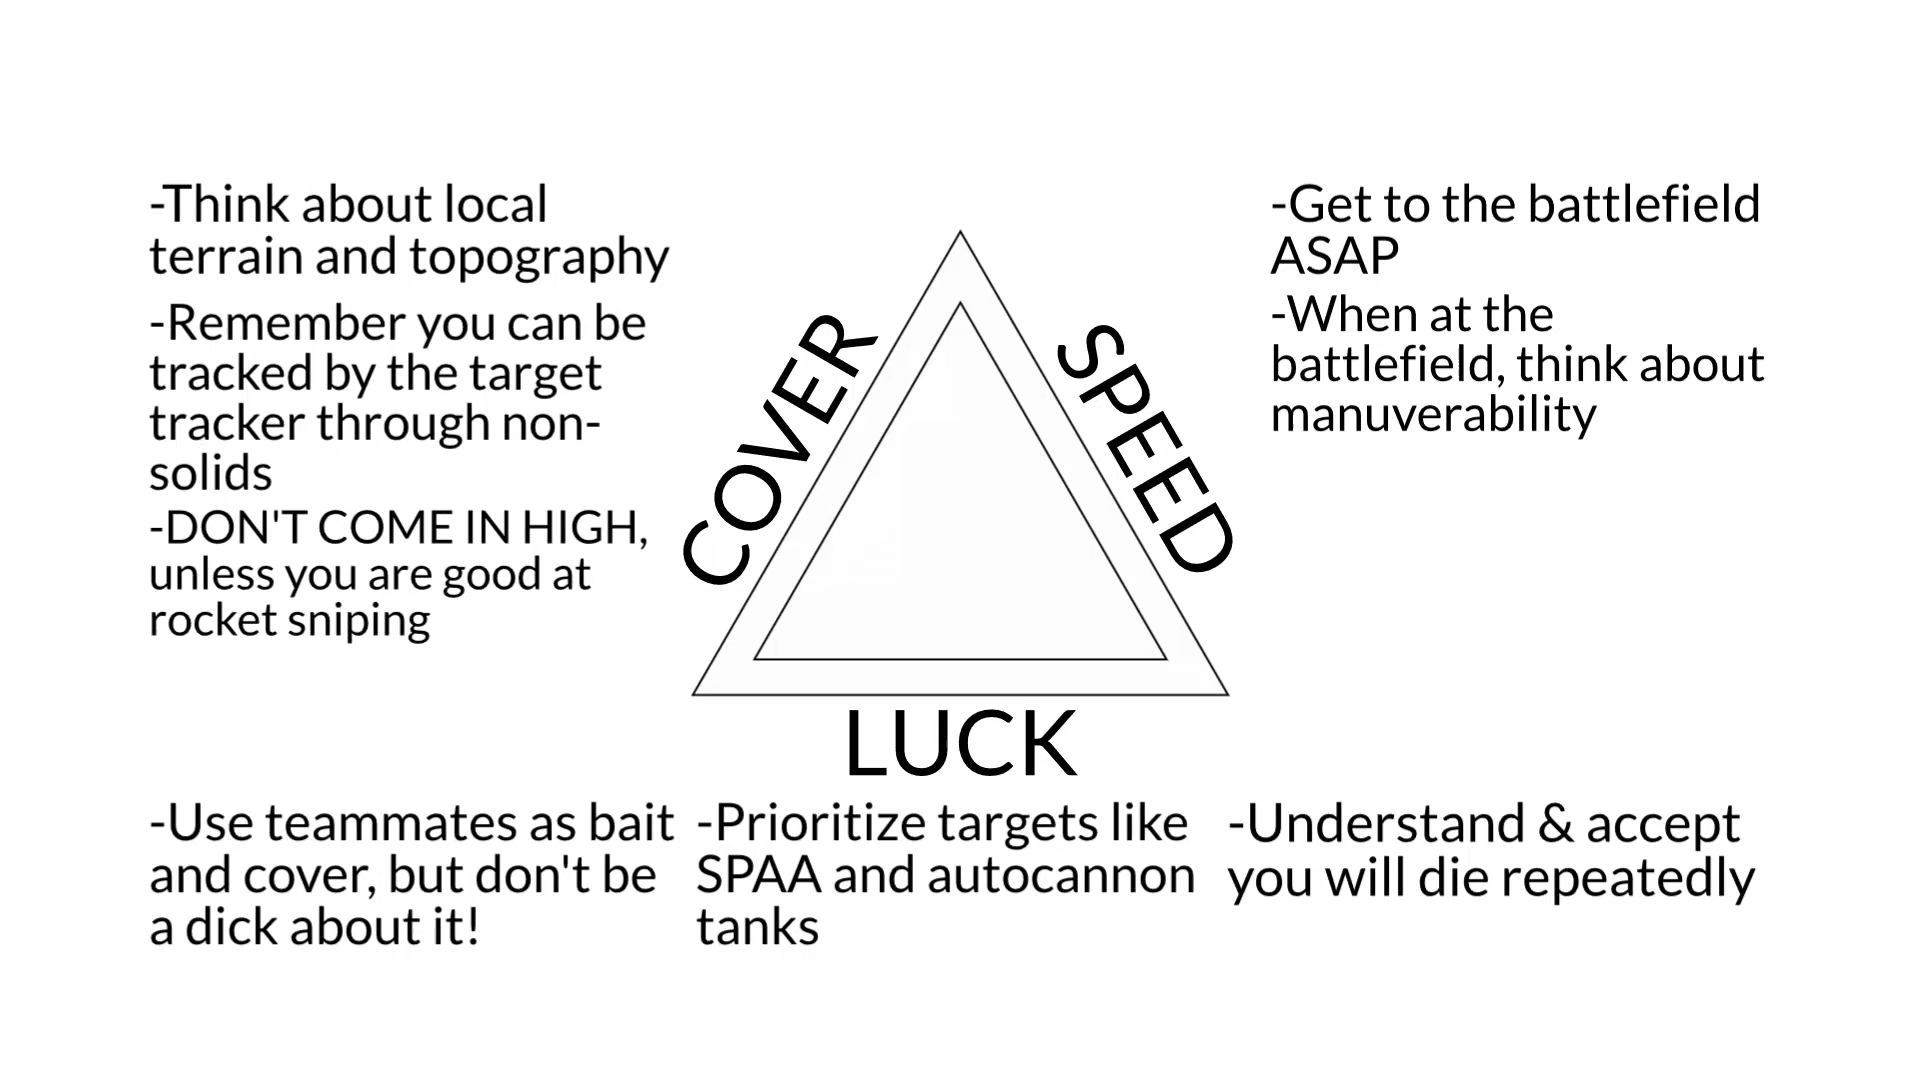 -Think about local
terrain and topography
-Remember you can be
tracked by the target
tracker through non-
solids
-DON'T COME IN HIGH,
unless you are good at
rocket sniping
COVER
SPEED
-Get to the battlefield
ASAP
-When at the
battlefield, think about
manuverability
LUCK
-Use teammates as bait
and cover, but don't be
a dick about it!
-Prioritize targets like
SPAA and autocannon
tanks
-Understand & accept
you will die repeatedly